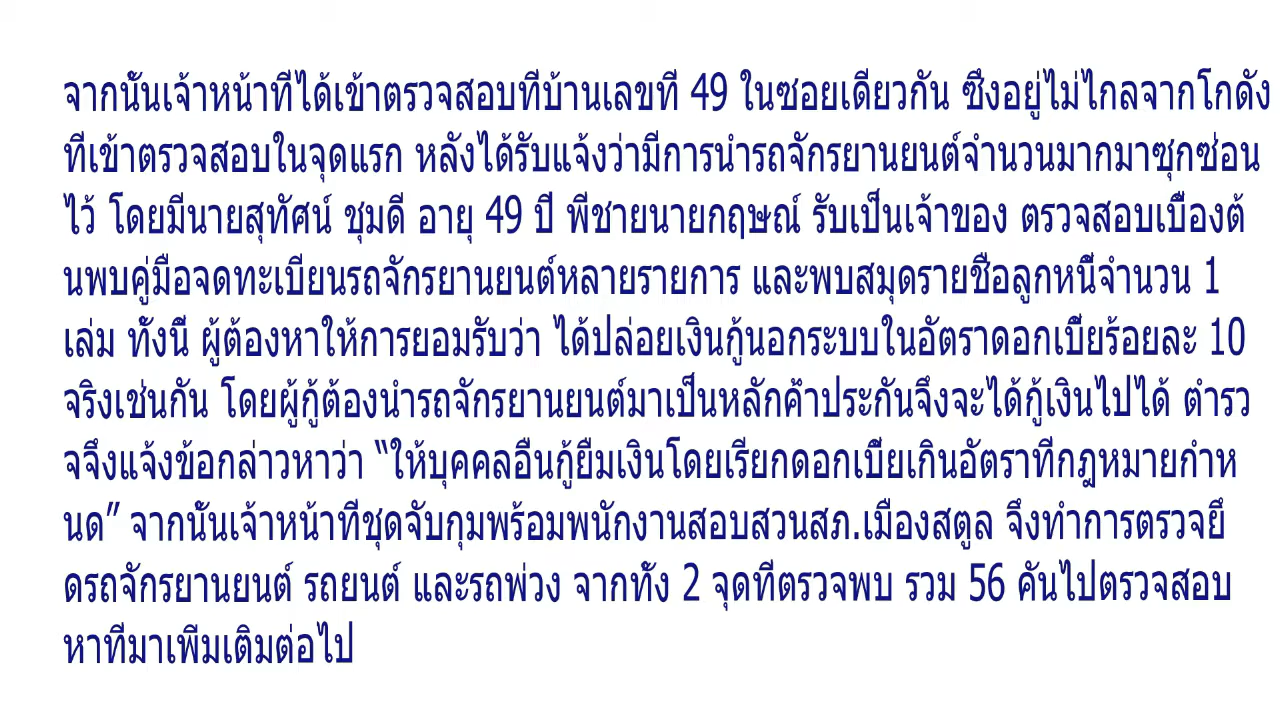 จากนั้นเจ้าหน้าที่ได้เข้าตรวจสอบที่บ้านเลขที่ 49 ในซอยเดียวกัน ซึ่งอยู่ไม่ไกลจากโกดัง
ที่เข้าตรวจสอบในจุดแรก หลังได้รับแจ้งว่ามีการนำรถจักรยานยนต์จำนวนมากมาซุกซ่อน
ไว้ โดยมีนายสุทัศน์ ชุมดี อายุ 49 ปี พี่ชายนายกฤษณ์ รับเป็นเจ้าของ ตรวจสอบเบื้องต้
นพบคู่มือจดทะเบียนรถจักรยานยนต์หลายรายการ และพบสมุดรายชื่อลูกหนี้จำนวน 1
เล่ม ทั้งนี้ ผู้ต้องหาให้การยอมรับว่า ได้ปล่อยเงินกู้นอกระบบในอัตราดอกเบี้ยร้อยละ 10
จริงเช่นกัน โดยผู้กู้ต้องนำรถจักรยานยนต์มาเป็นหลักค้ำประกันจึงจะได้กู้เงินไปได้ ตำรว
จจึงแจ้งข้อกล่าวหาว่า “ให้บุคคลอื่นกู้ยืมเงินโดยเรียกดอกเบี้ยเกินอัตราที่กฎหมายกำห
นด” จากนั้นเจ้าหน้าที่ชุดจับกุมพร้อมพนักงานสอบสวนสภ.เมืองสตูล จึงทำการตรวจยึ
ดรถจักรยานยนต์ รถยนต์ และรถพ่วง จากทั้ง 2 จุดที่ตรวจพบ รวม 56 คันไปตรวจสอบ
หาที่มาเพิ่มเติมต่อไป